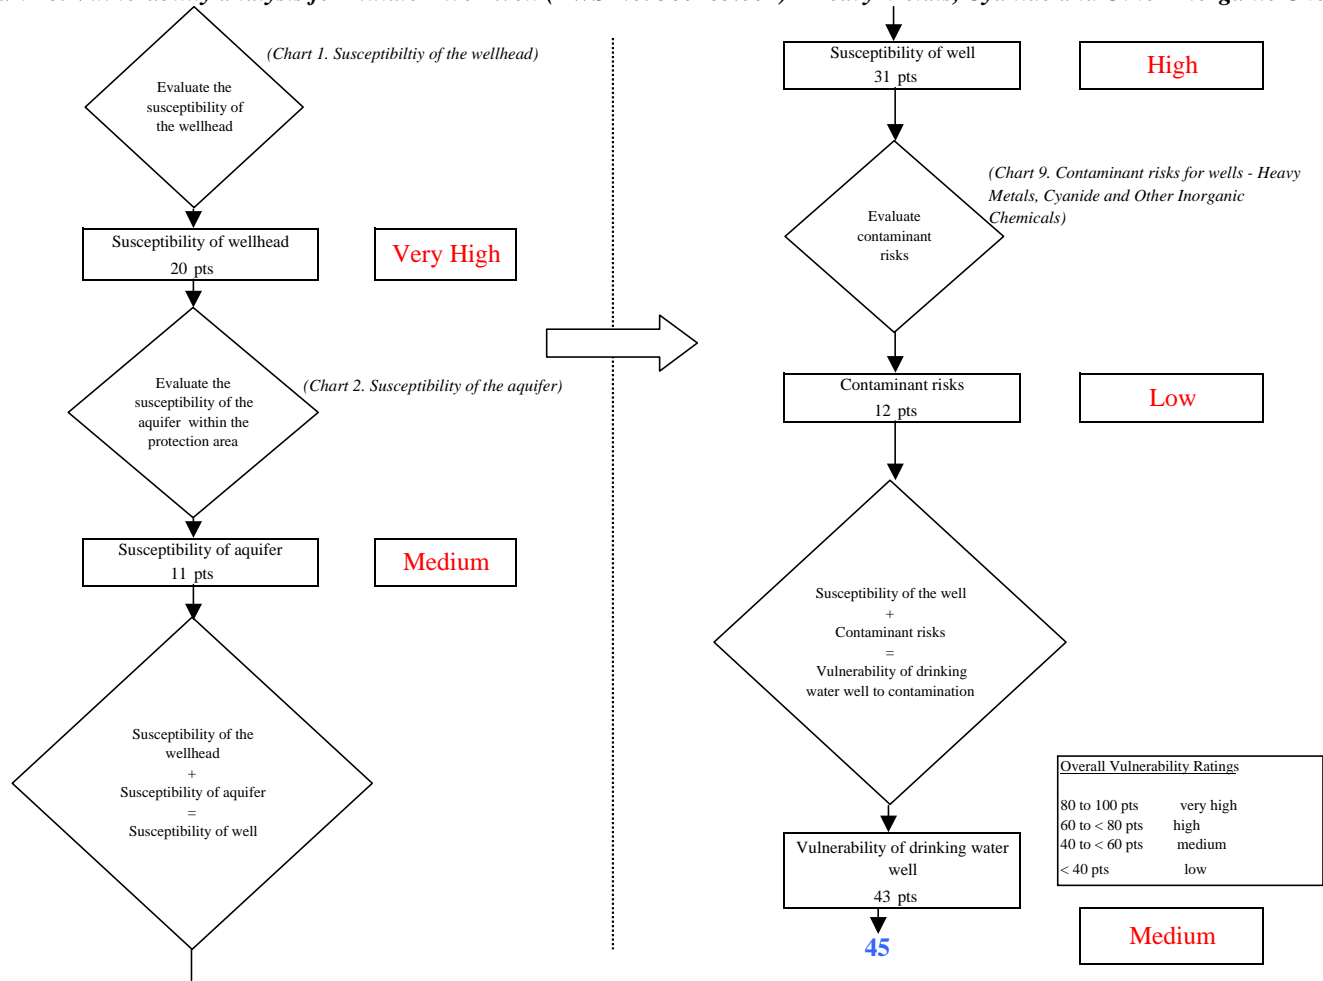 (Chart 1. Susceptibiltiy of the wellhead)
Evaluate the
susceptibility of
the wellhead
Susceptibility of wellhead
20 pts
Very High
Evaluate the
susceptibility of the
aquifer within the
protection area
(Chart 2. Susceptibility of the aquifer)
Susceptibility of aquifer
11 pts
Medium
Susceptibility of the
wellhead
+
Susceptibility of aquifer
=
Susceptibility of well
Susceptibility of well
31 pts
High
Evaluate
contaminant
risks
(Chart 9. Contaminant risks for wells - Heavy
Metals, Cyanide and Other Inorganic
Chemicals)
Contaminant risks
12 pts
Low
Susceptibility of the well
+
Contaminant risks
=
Vulnerability of drinking
water well to contamination
Overall Vulnerability Ratings
80 to 100 pts very high
60 to < 80 pts high
40 to < 60 pts medium
< 40 pts low
Vulnerability of drinking water
well
43 pts
45
Medium